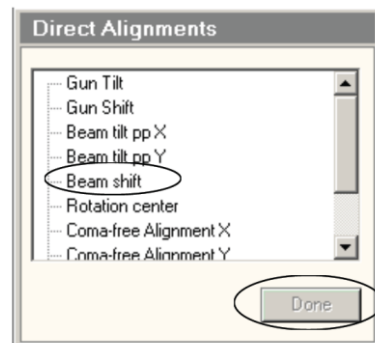 Direct Alignments
Gun Tilt
Gun Shift
Beam tilt pp X
Beam tilt pp Y
Beam shift
Rotation center
Coma-free Alignment X
Coma-free Alignment Y
Done